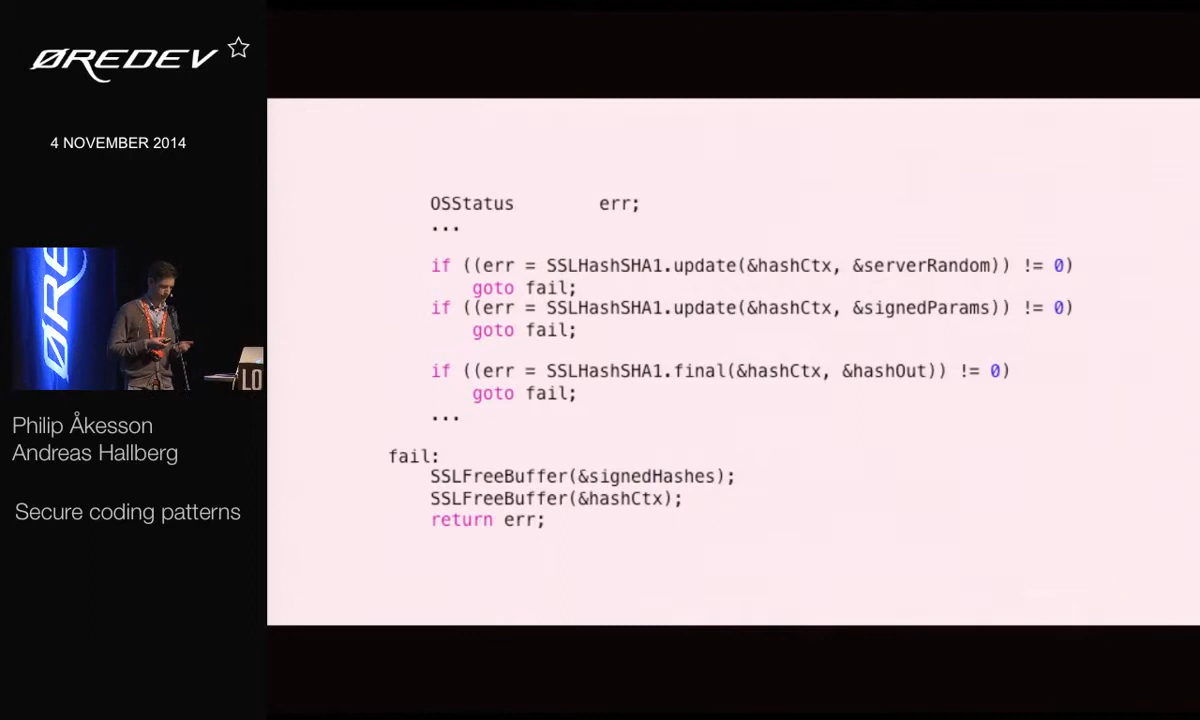 ØREDEV
4 NOVEMBER 2014
ØRE
LO
Philip Åkesson
Andreas Hallberg
Secure coding patterns
OSStatus err;
...
if ((err = SSLHashSHA1.update(&hashCtx, &serverRandom)) != 0)
goto fail;
if ((err = SSLHashSHA1.update(&hashCtx, &signedParams)) != 0)
goto fail;
if ((err = SSLHashSHA1.final(&hashCtx, &hashOut)) != 0)
goto fail;
...
fail:
SSLFreeBuffer(&signedHashes);
SSLFreeBuffer(&hashCtx);
return err;